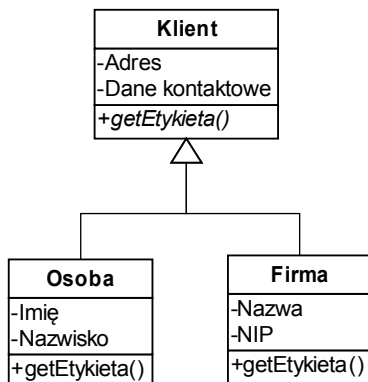 Klient
-Adres
-Dane kontaktowe
+getEtykieta()
Osoba
-Imię
-Nazwisko
+getEtykieta()
Firma
-Nazwa
-NIP
+getEtykieta()